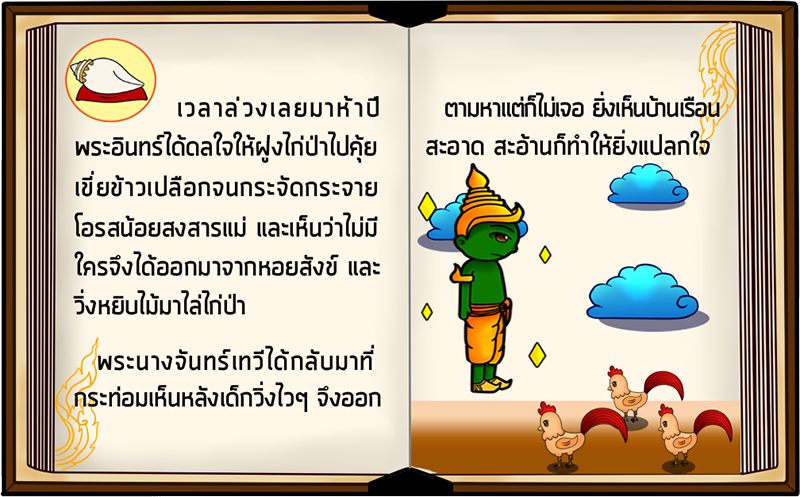 เวลาล่วงเลยมาห้าปี
พระอินทร์ได้ดลใจให้ฝูงไก่ป่าไปคุ้ย
เขี่ยข้าวเปลือกจนกระจัดกระจาย
โอรสน้อยสงสารแม่ และเห็นว่าไม่มี
ใครจึงได้ออกมาจากหอยสังข์ และ
วิ่งหยิบไม้มาไล่ไก่ป่า
พระนางจันทร์เทวีได้กลับมาที่
กระท่อมเห็นหลังเด็กวิ่งไวๆ จึงออก
ตามหาแต่ก็ไม่เจอ ยิ่งเห็นบ้านเรือน
สะอาด สะอ้านก็ทำให้ยิ่งแปลกใจ